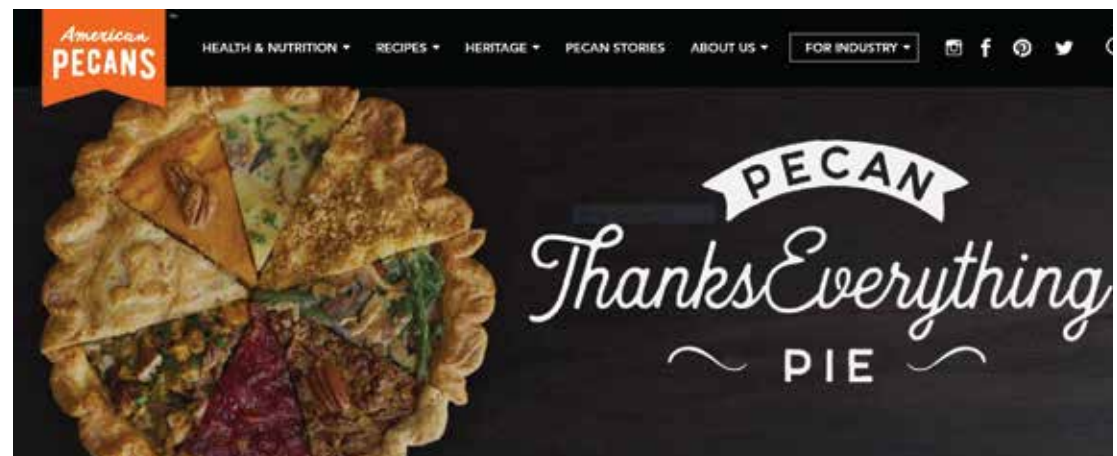 American
PECANS
HEALTH & NUTRITION
RECIPES
HERITAGE
PECAN STORIES
ABOUT US
FOR INDUSTRY
PECAN
ThanksEverything
PIE